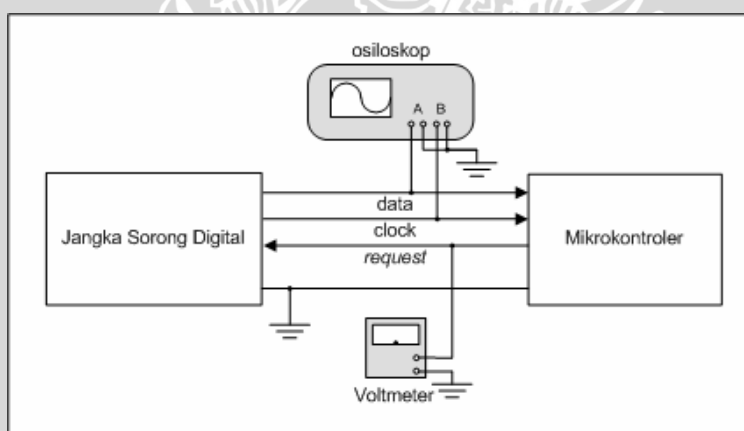 osiloskop
A B
data
Jangka Sorong Digital
clock
Mikrokontroler
request
Voltmeter